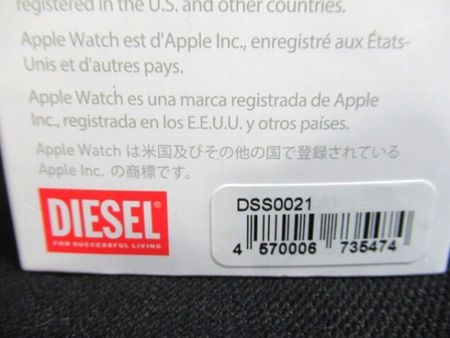 registered in the U.S. and other countries.
Apple Watch est d'Apple Inc., enregistré aux États-
Unis et d'autres pays.
Apple Watch es una marca registrada de Apple
Inc., registrada en los E.E.U.U. y otros países.
Apple Watch は米国及びその他の国で登録されている
Apple Inc. の商標です。
DIESEL®
FOR SUCCESSFUL LIVING
DSS0021
4 570006 735474